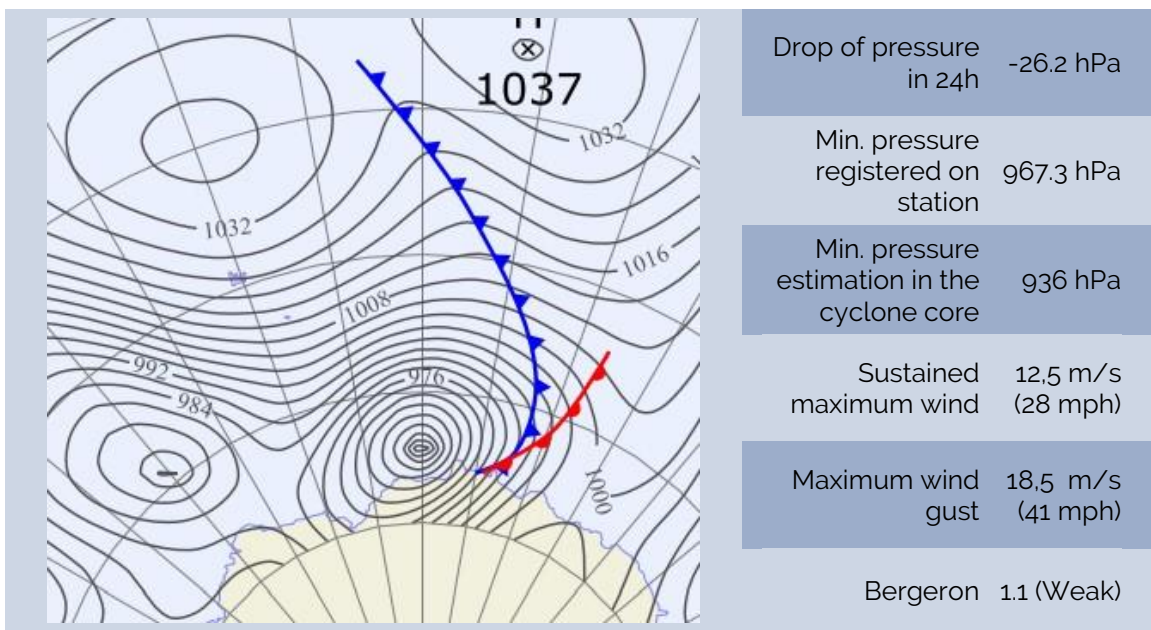 H
1037
1032
1032
1016
1008
992
976
984
1000
Drop of pressure
in 24h
-26.2 hPa
Min. pressure
registered on
station
967.3 hPa
Min. pressure
estimation in the
cyclone core
936 hPa
Sustained
maximum wind
12,5 m/s
(28 mph)
Maximum wind
gust
18,5 m/s
(41 mph)
Bergeron
1.1 (Weak)